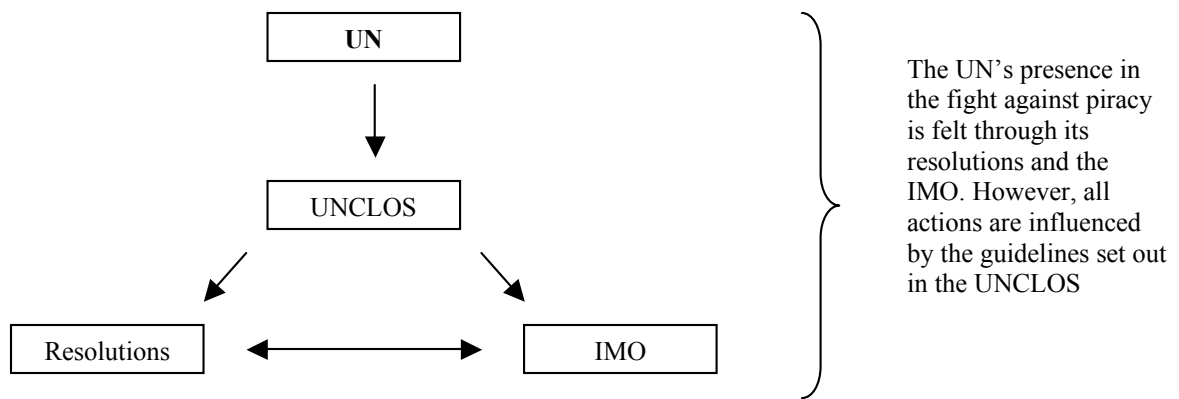 UN
UNCLOS
Resolutions
IMO
The UN’s presence in
the fight against piracy
is felt through its
resolutions and the
IMO. However, all
actions are influenced
by the guidelines set out
in the UNCLOS